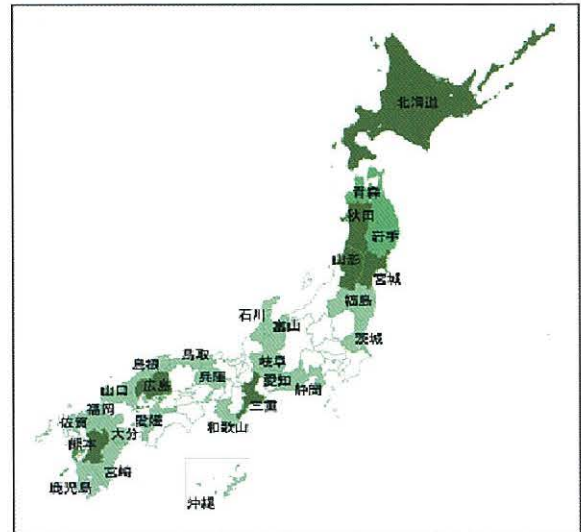 北海道
青森
秋田
岩手
山形
宮城
福島
石川
富山
茨城
鳥取
島根
岐阜
兵庫
愛知
静岡
山口
広島
三重
福岡
佐賀
大分
愛媛
和歌山
熊本
宮崎
鹿児島
沖縄